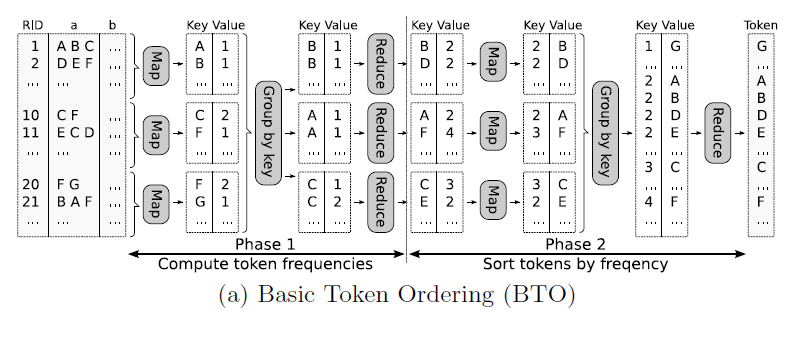 RID a b Key Value Key Value Key Value Key Value Key Value Token
1 A B C ...
2 D E F ...
... ... ...
10 C F ...
11 E C D ...
... ... ...
20 F G ...
21 B A F ...
... ... ...
Map
Map
Map
A 1
B 1
... ...
C 2
F 1
... ...
F 2
G 1
... ...
Group by key
B 1
B 1
... ...
A 1
A 1
... ...
C 1
C 2
... ...
Reduce
Reduce
Reduce
B 2
D 2
... ...
A 2
F 4
... ...
C 3
E 2
... ...
Map
Map
Map
2 B
2 D
... ...
2 A
3 F
... ...
3 C
2 E
... ...
Group by key
1 G
... ...
2 A
2 B
2 D
2 E
... ...
3 C
... ...
4 F
... ...
Reduce
G
...
A
B
D
E
...
C
...
F
...
Phase 1
Compute token frequencies
Phase 2
Sort tokens by freqency
(a) Basic Token Ordering (BTO)